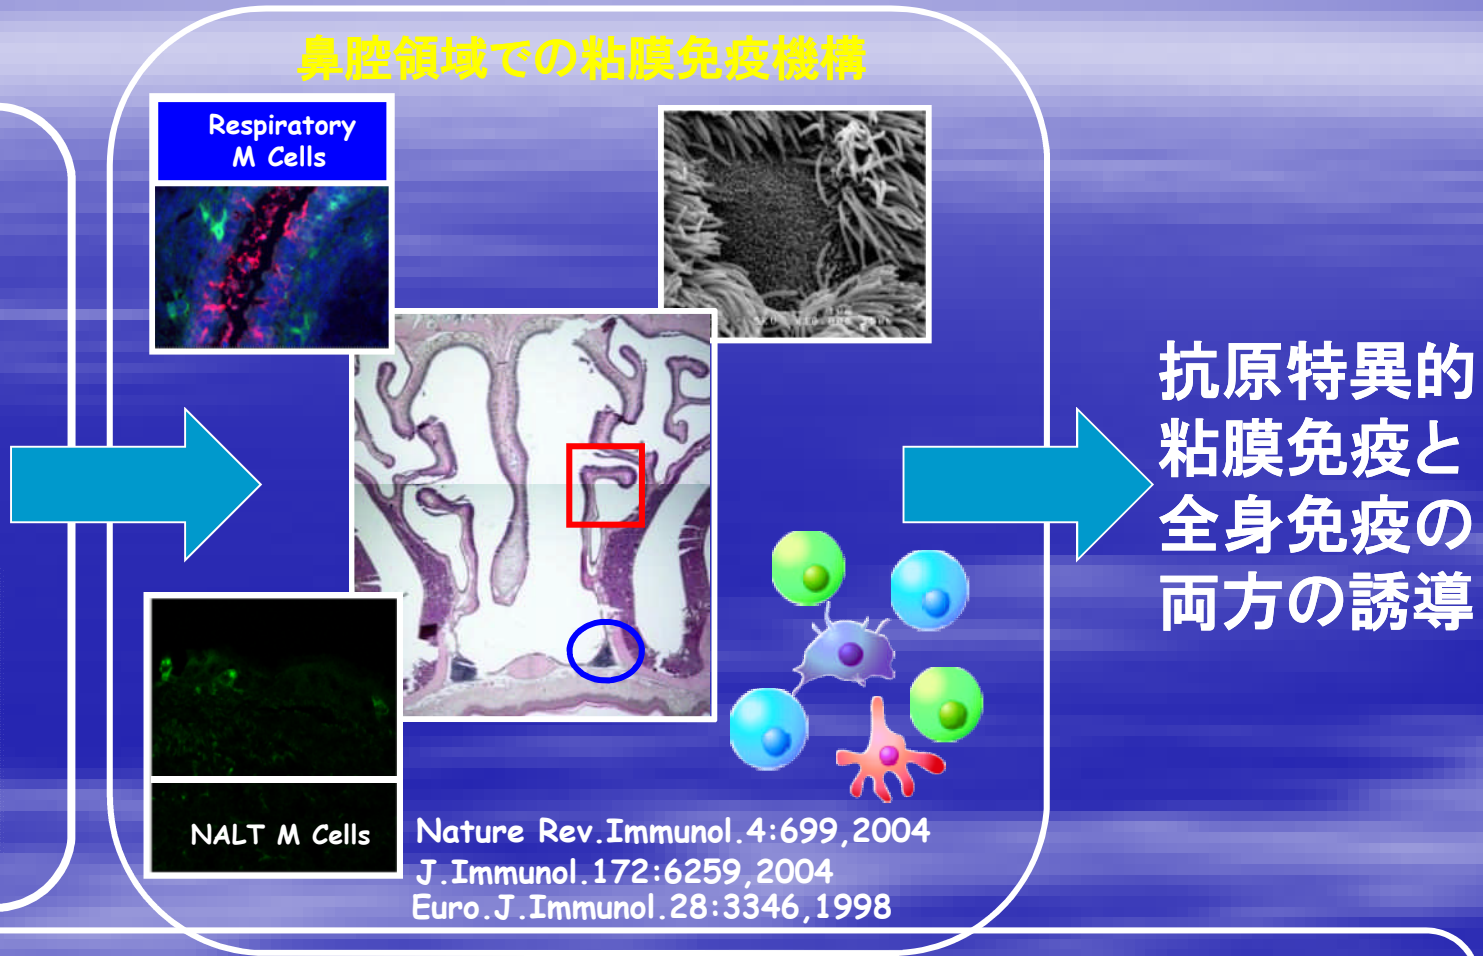 鼻腔領域での粘膜免疫機構
Respiratory
M Cells
NALT M Cells
Nature Rev.Immunol.4:699,2004
J.Immunol.172:6259,2004
Euro.J.Immunol.28:3346,1998
抗原特異的
粘膜免疫と
全身免疫の
両方の誘導